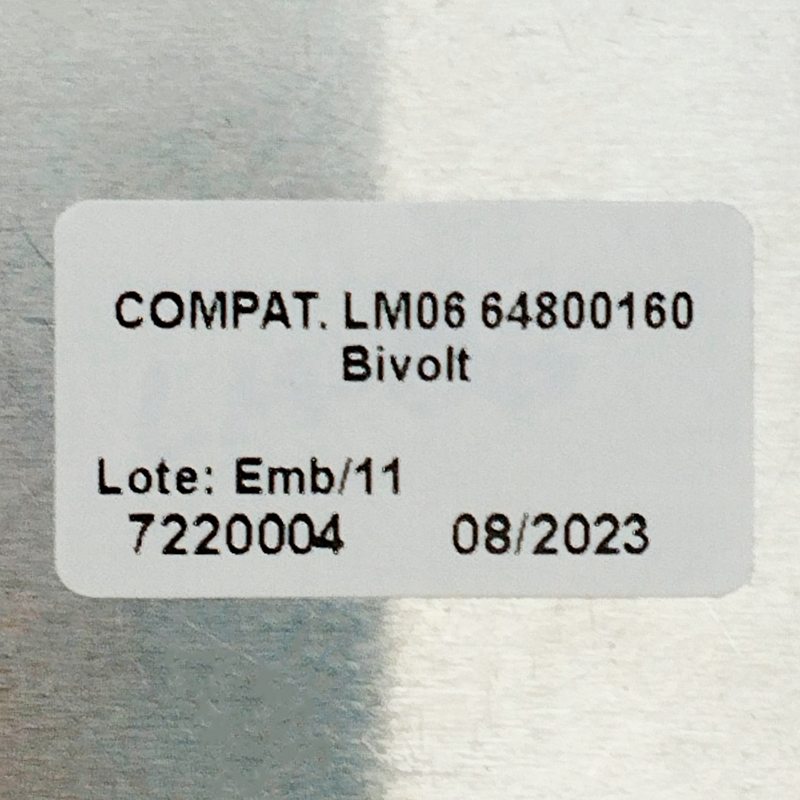 COMPAT. LM06 64800160
Bivolt
Lote: Emb/11
7220004 08/2023